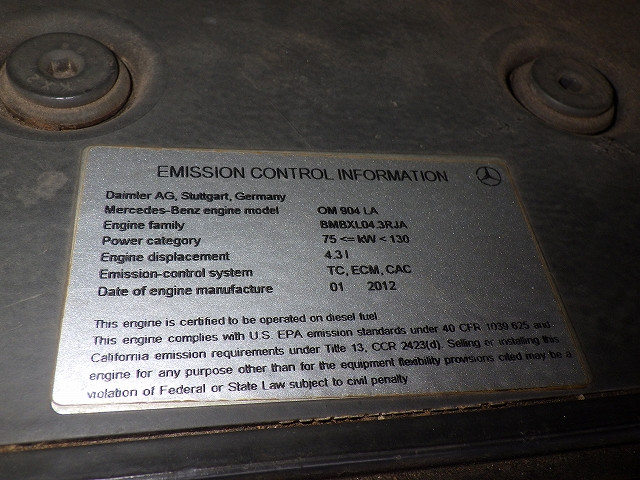 EMISSION CONTROL INFORMATION
Daimler AG, Stuttgart, Germany
Mercedes-Benz engine model OM 904 LA
Engine family BMBXL04.3RJA
Power category 75 <= kW < 130
Engine displacement 4.3 l
Emission-control system TC, ECM, CAC
Date of engine manufacture 01 2012
This engine is certified to be operated on diesel fuel
This engine complies with U.S. EPA emission standards under 40 CFR 1039.625 and
California emission requirements under Title 13, CCR 2423(d). Selling or installing this
engine for any purpose other than for the equipment flexibility provisions cited may be a
violation of Federal or State Law subject to civil penalty